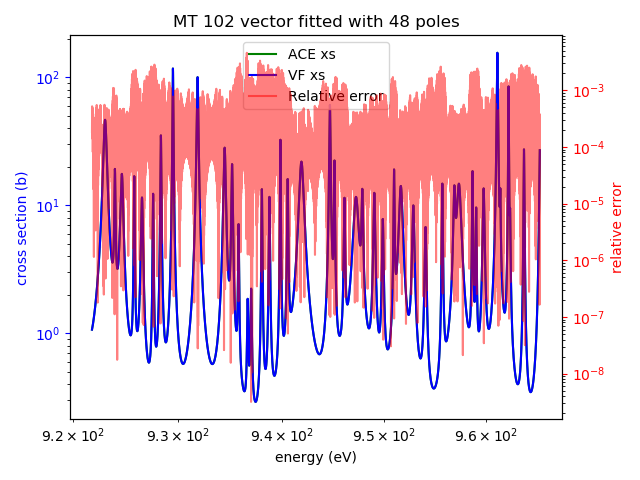 MT 102 vector fitted with 48 poles
ACE xs
VF xs
Relative error
cross section (b)
10²
10¹
10⁰
relative error
10⁻³
10⁻⁴
10⁻⁵
10⁻⁶
10⁻⁷
10⁻⁸
9.2 × 10² 9.3 × 10² 9.4 × 10² 9.5 × 10² 9.6 × 10²
energy (eV)